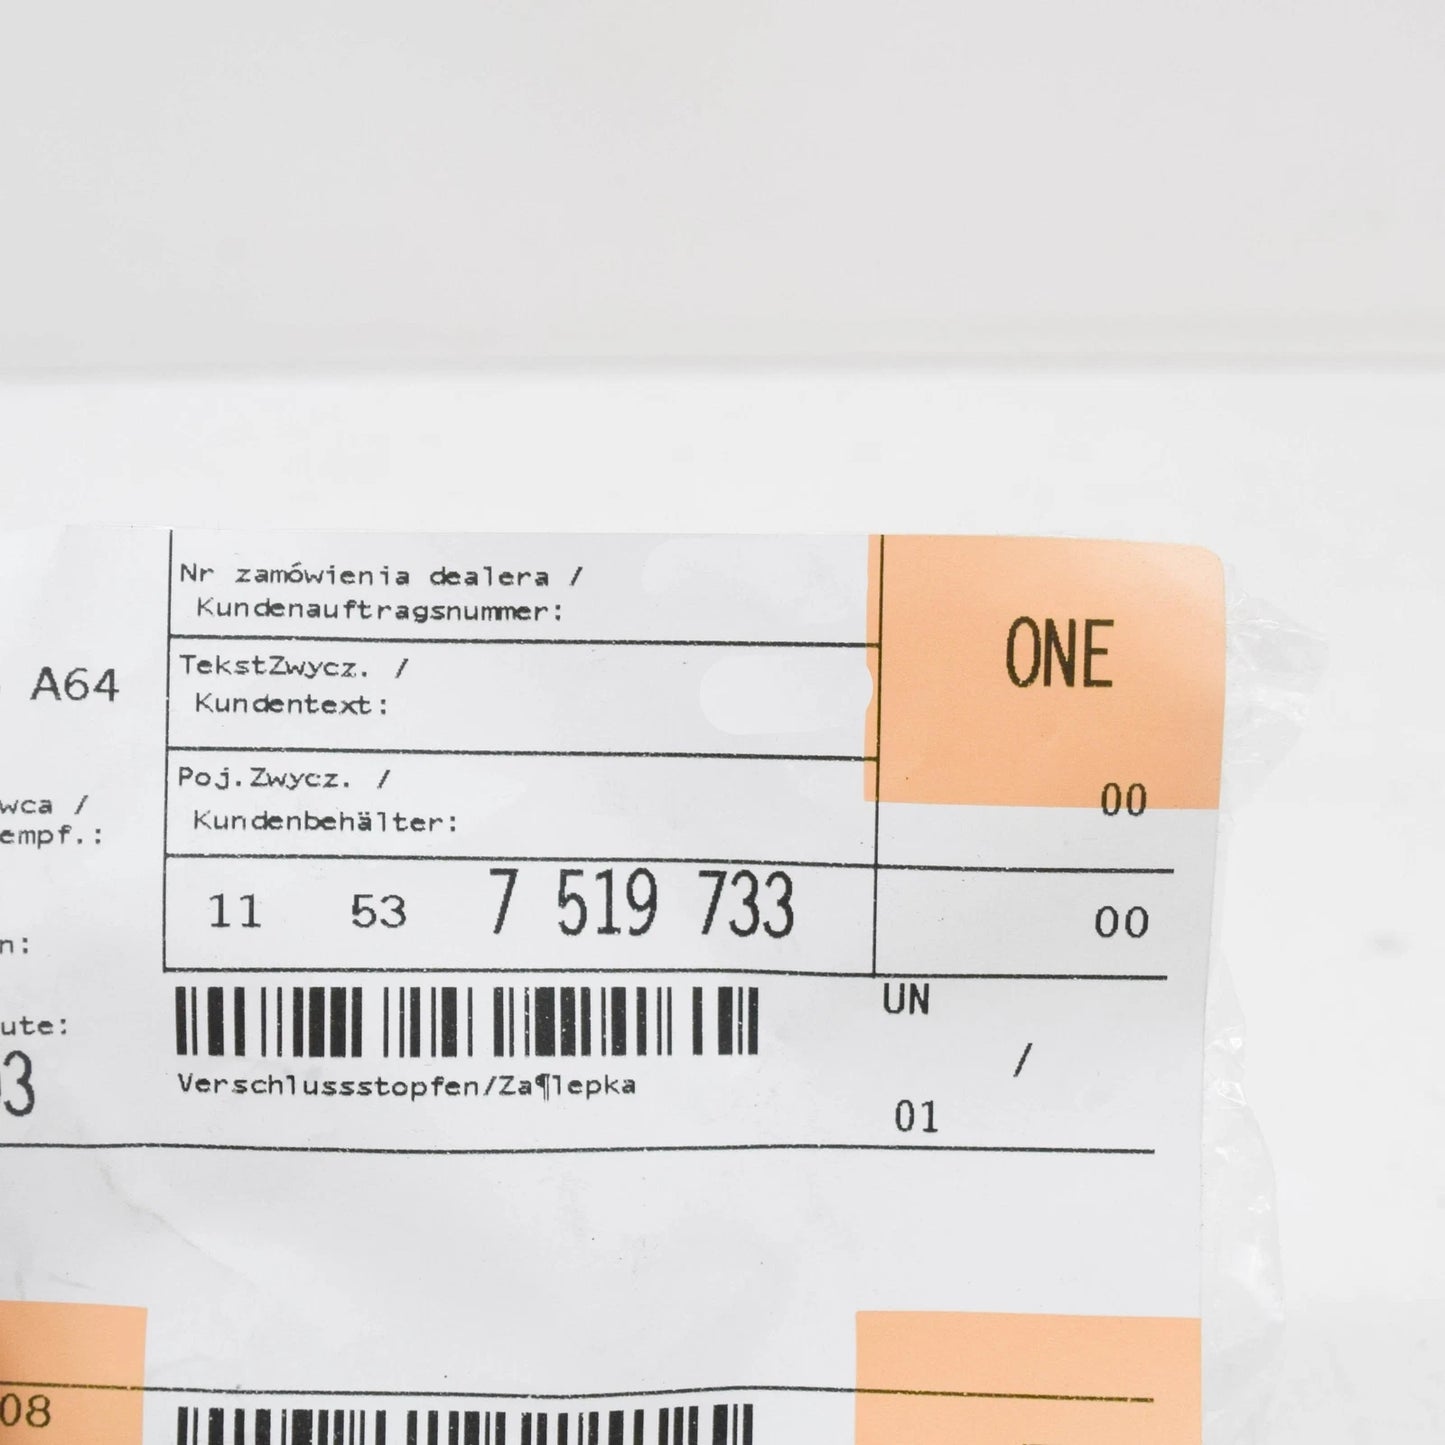 Nr zamówienia dealera /
Kundenauftragsnummer:
ONE
A64
TekstZwycz. /
Kundentext:
Poj.Zwycz. /
00
wca /
empf.:
Kundenbehälter:
11 53 7 519 733 00
n:
UN
ute:
/
3
Verschlussstopfen/Za¶lepka
01
08